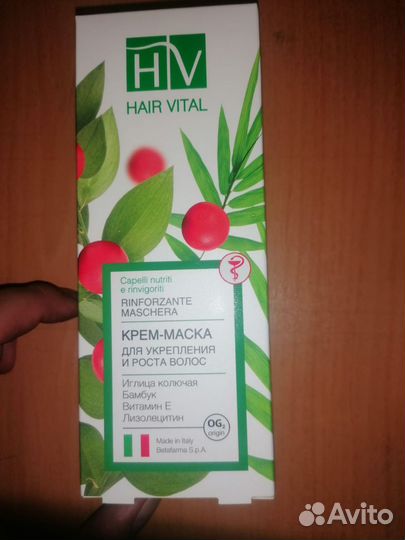 HV
HAIR VITAL
Capelli nutriti
e rinvigoriti
RINFORZANTE
MASCHERA
КРЕМ-МАСКА
ДЛЯ УКРЕПЛЕНИЯ
И РОСТА ВОЛОС
Иглица колючая
Бамбук
Витамин Е
Лизолецитин
OG
origin
Made in Italy
Betafarma S.p.A.
Avito